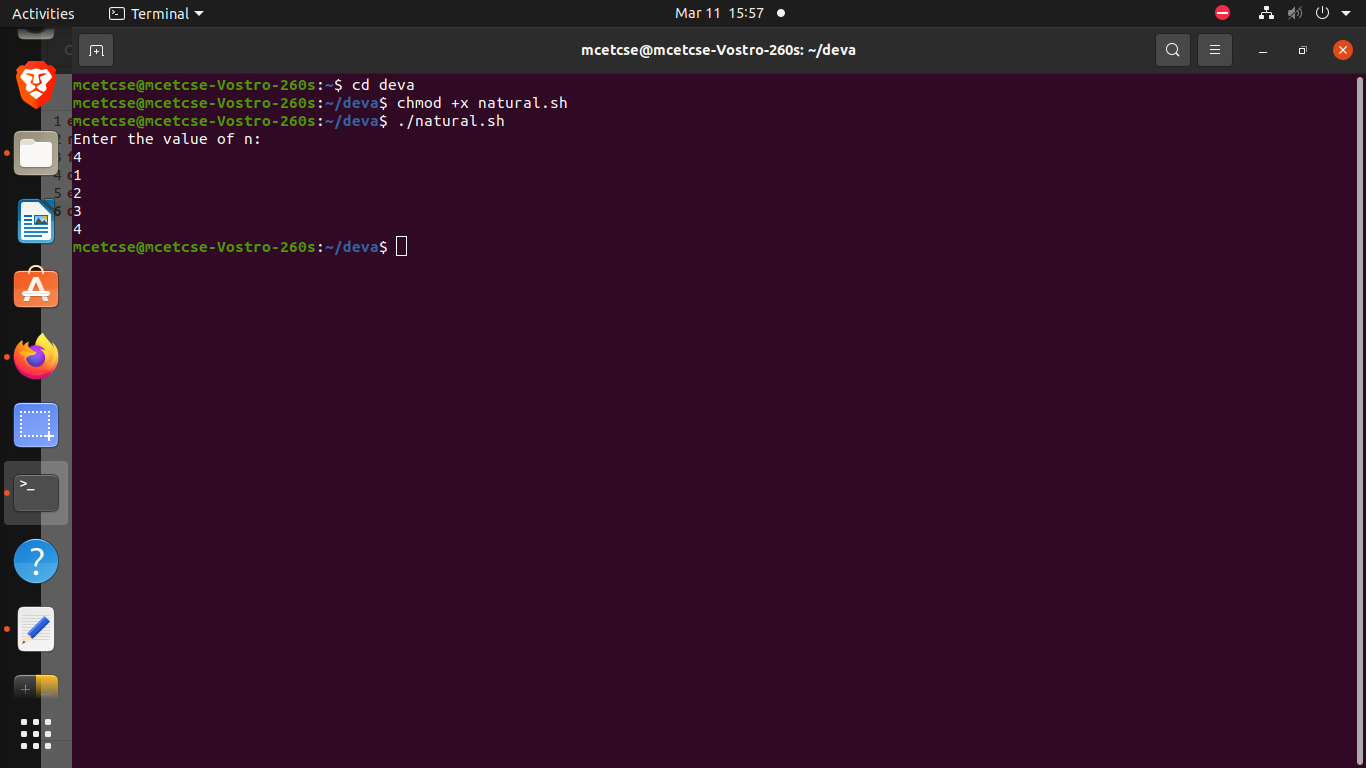 Activities Terminal Mar 11 15:57
mcetcse@mcetcse-Vostro-260s: ~/deva
mcetcse@mcetcse-Vostro-260s:~$ cd deva
mcetcse@mcetcse-Vostro-260s:~/deva$ chmod +x natural.sh
mcetcse@mcetcse-Vostro-260s:~/deva$ ./natural.sh
Enter the value of n:
4
1
2
3
4
mcetcse@mcetcse-Vostro-260s:~/deva$